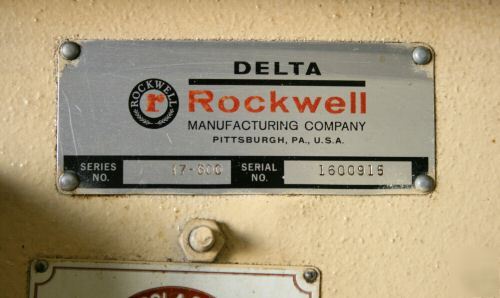 DELTA
ROCKWELL
r
Rockwell
MANUFACTURING COMPANY
PITTSBURGH, PA., U.S.A.
SERIES NO. 17-600 SERIAL NO. 1600915